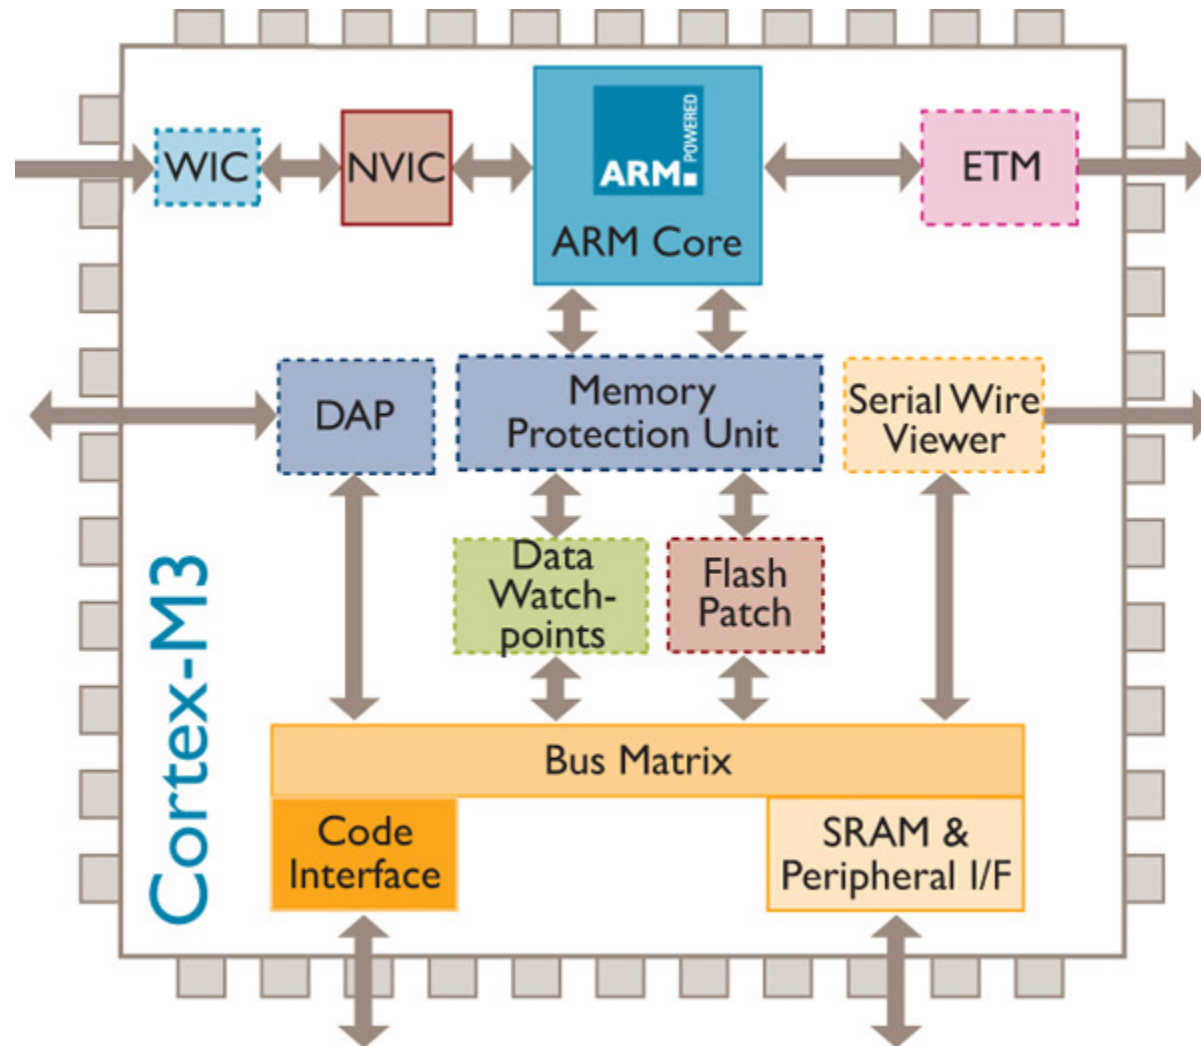 WIC
NVIC
ARM
POWERED
ARM Core
ETM
DAP
Memory
Protection Unit
Serial Wire
Viewer
Data
Watch-
points
Flash
Patch
Cortex-M3
Bus Matrix
Code
Interface
SRAM &
Peripheral I/F